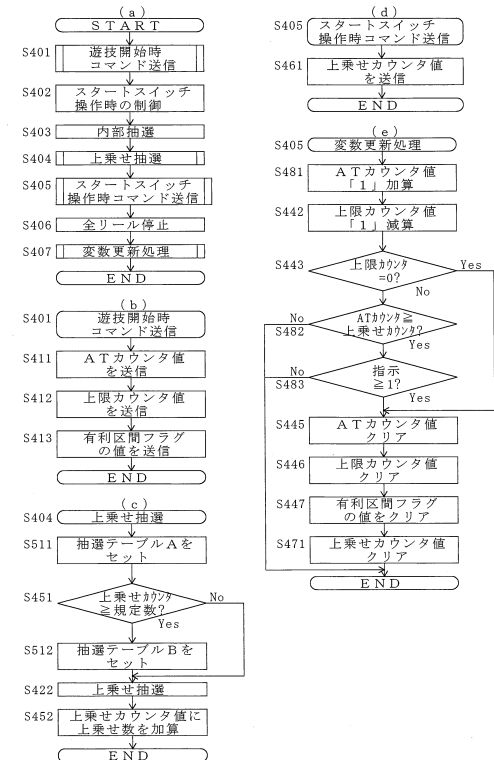 (a)
START
S401
遊技開始時
コマンド送信
S402
スタートスイッチ
操作時の制御
S403
内部抽選
S404
上乗せ抽選
S405
スタートスイッチ
操作時コマンド送信
S406
全リール停止
S407
変数更新処理
END
(b)
S401
遊技開始時
コマンド送信
S411
ATカウンタ値
を送信
S412
上限カウンタ値
を送信
S413
有利区間フラグ
の値を送信
END
(c)
S404
上乗せ抽選
S511
抽選テーブルAを
セット
S451
上乗せカウンタ
≧規定数?
No
Yes
S512
抽選テーブルBを
セット
S422
上乗せ抽選
S452
上乗せカウンタ値に
上乗せ数を加算
END
(d)
S405
スタートスイッチ
操作時コマンド送信
S461
上乗せカウンタ値
を送信
END
(e)
S405
変数更新処理
S481
ATカウンタ値
「1」加算
S442
上限カウンタ値
「1」減算
S443
上限カウンタ
=0?
Yes
No
No
S482
ATカウンタ≧
上乗せカウンタ?
Yes
No
S483
指示
≧1?
Yes
S445
ATカウンタ値
クリア
S446
上限カウンタ値
クリア
S447
有利区間フラグ
の値をクリア
S471
上乗せカウンタ値
クリア
END